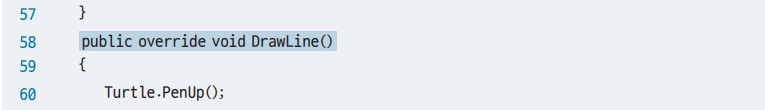 57 }
58 public override void DrawLine()
59 {
60 Turtle.PenUp();